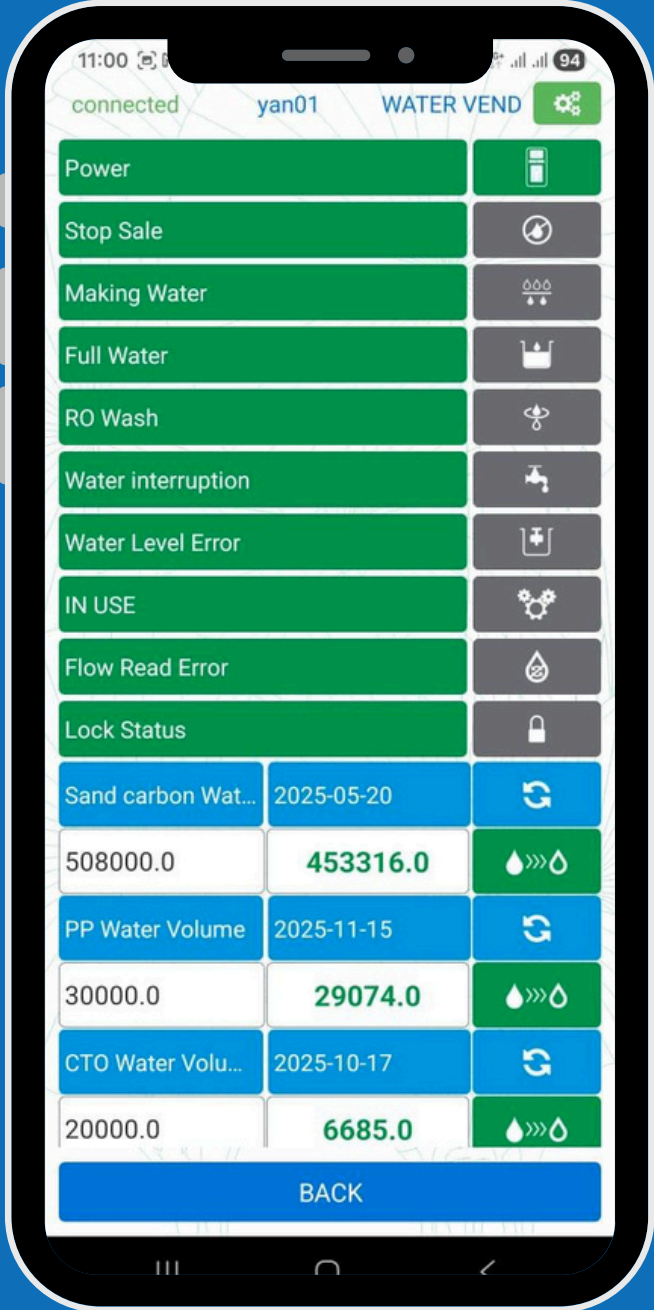 11:00 94
connected yan01 WATER VEND
Power
Stop Sale
Making Water
Full Water
RO Wash
Water interruption
Water Level Error
IN USE
Flow Read Error
Lock Status
Sand carbon Wat... 2025-05-20
508000.0 453316.0
PP Water Volume 2025-11-15
30000.0 29074.0
CTO Water Volu... 2025-10-17
20000.0 6685.0
BACK